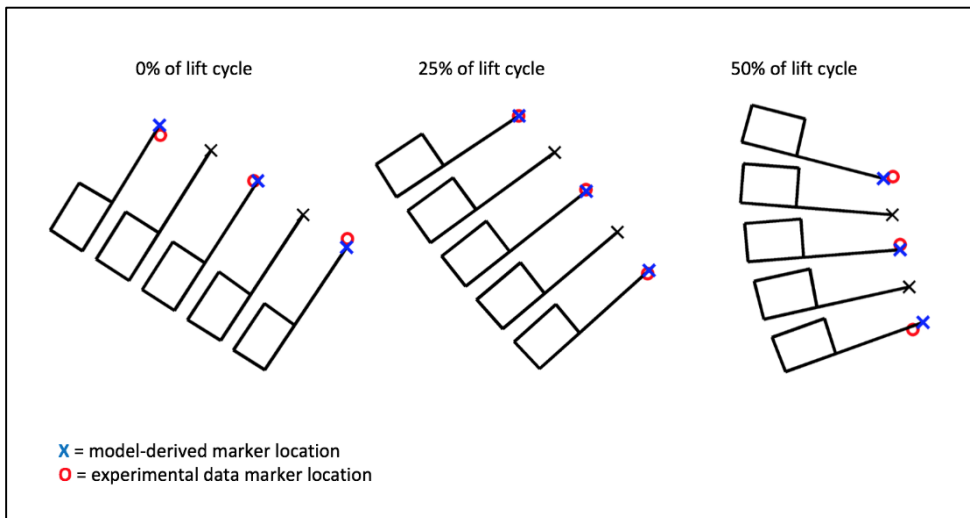 0% of lift cycle
25% of lift cycle
50% of lift cycle
X = model-derived marker location
O = experimental data marker location